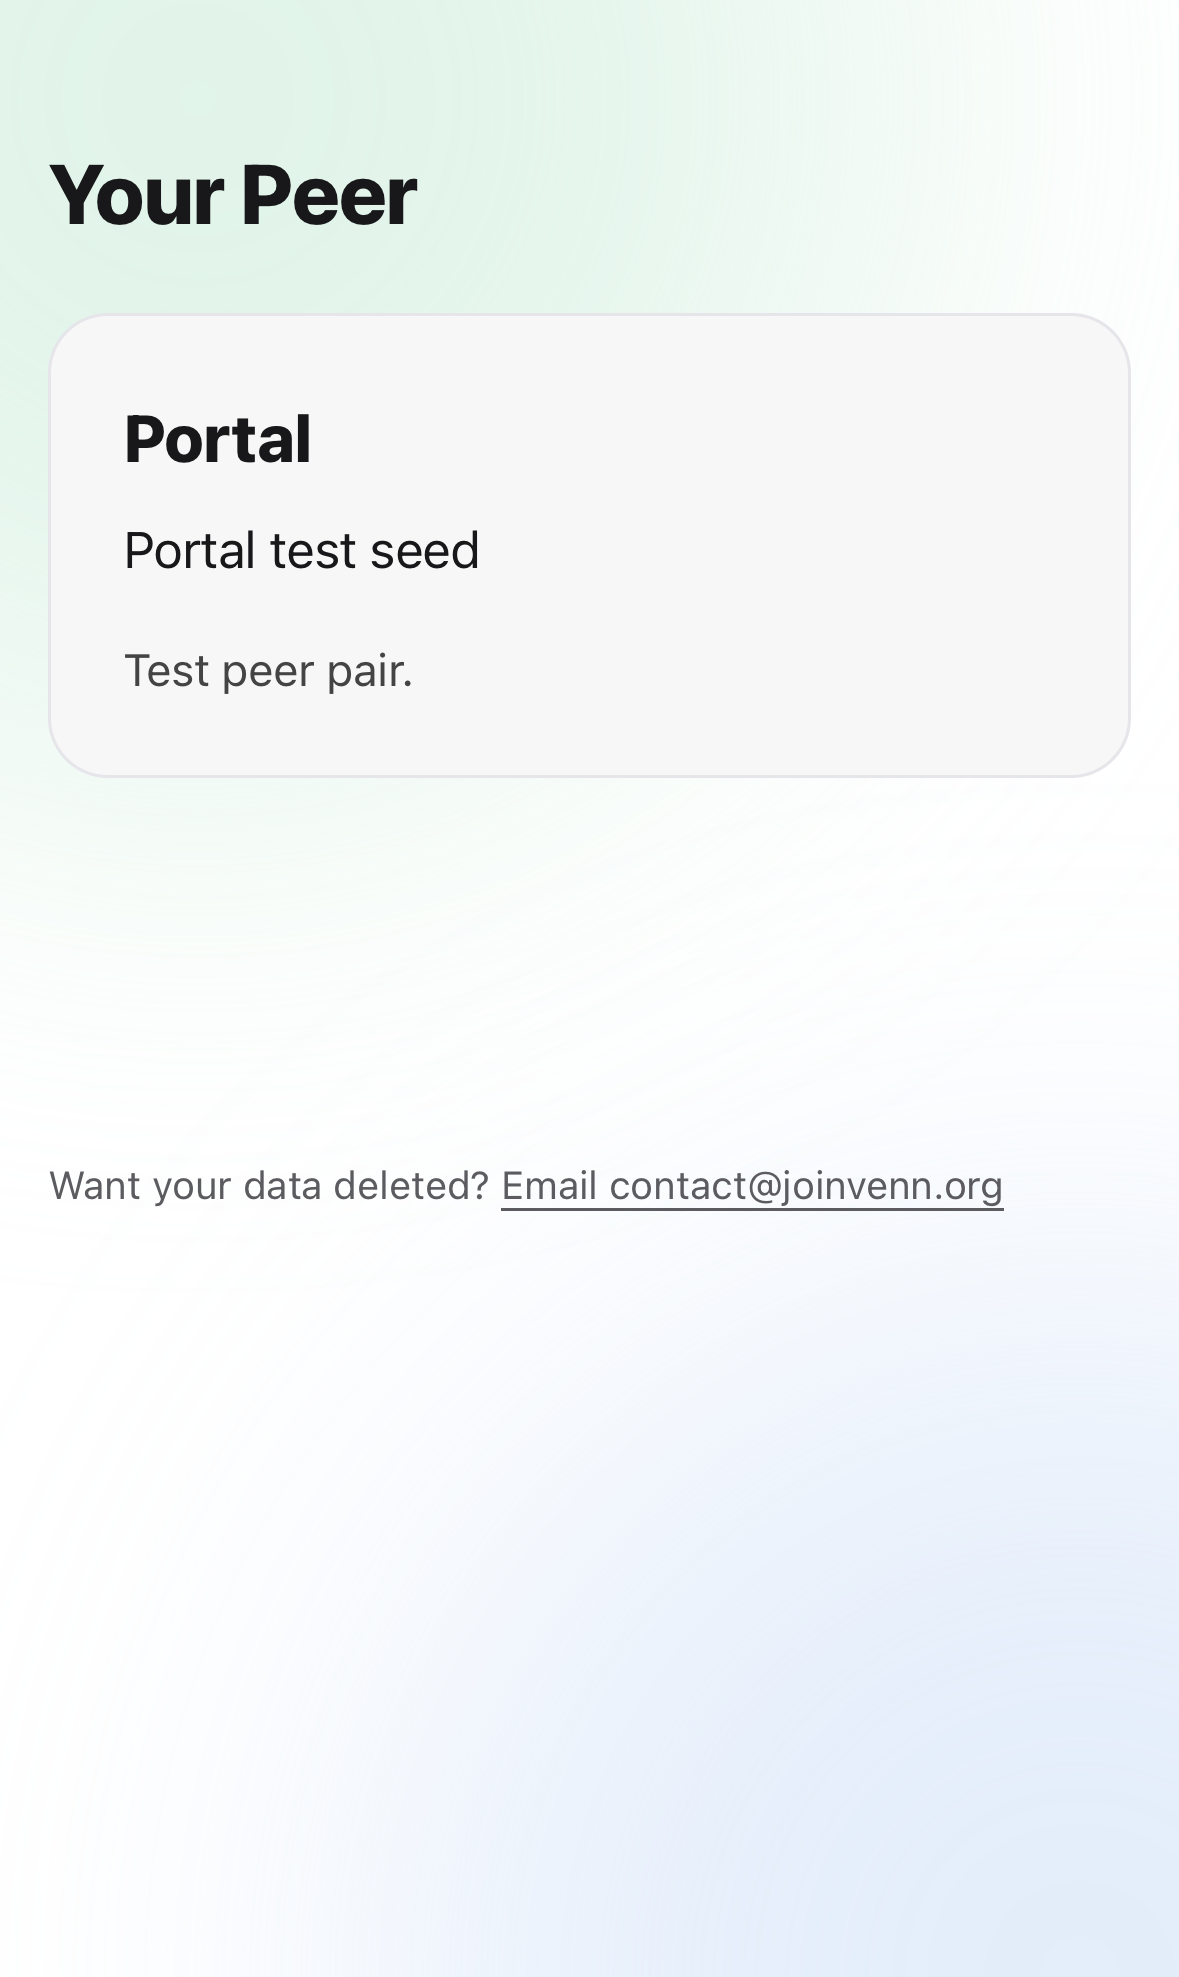 Your Peer
Portal
Portal test seed
Test peer pair.
Want your data deleted? Email contact@joinvenn.org